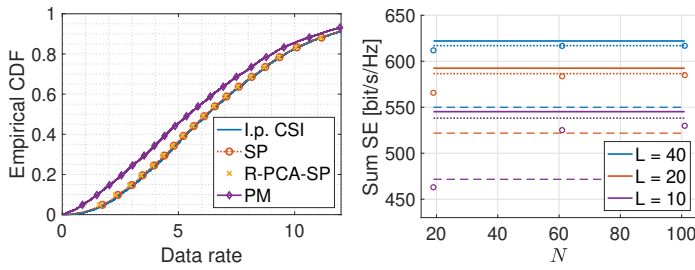 1
0.8
0.6
0.4
0.2
0
Empirical CDF
0 5 10
Data rate
I.p. CSI
SP
R-PCA-SP
PM
650
600
550
500
450
Sum SE [bit/s/Hz]
20 40 60 80 100
N
L = 40
L = 20
L = 10